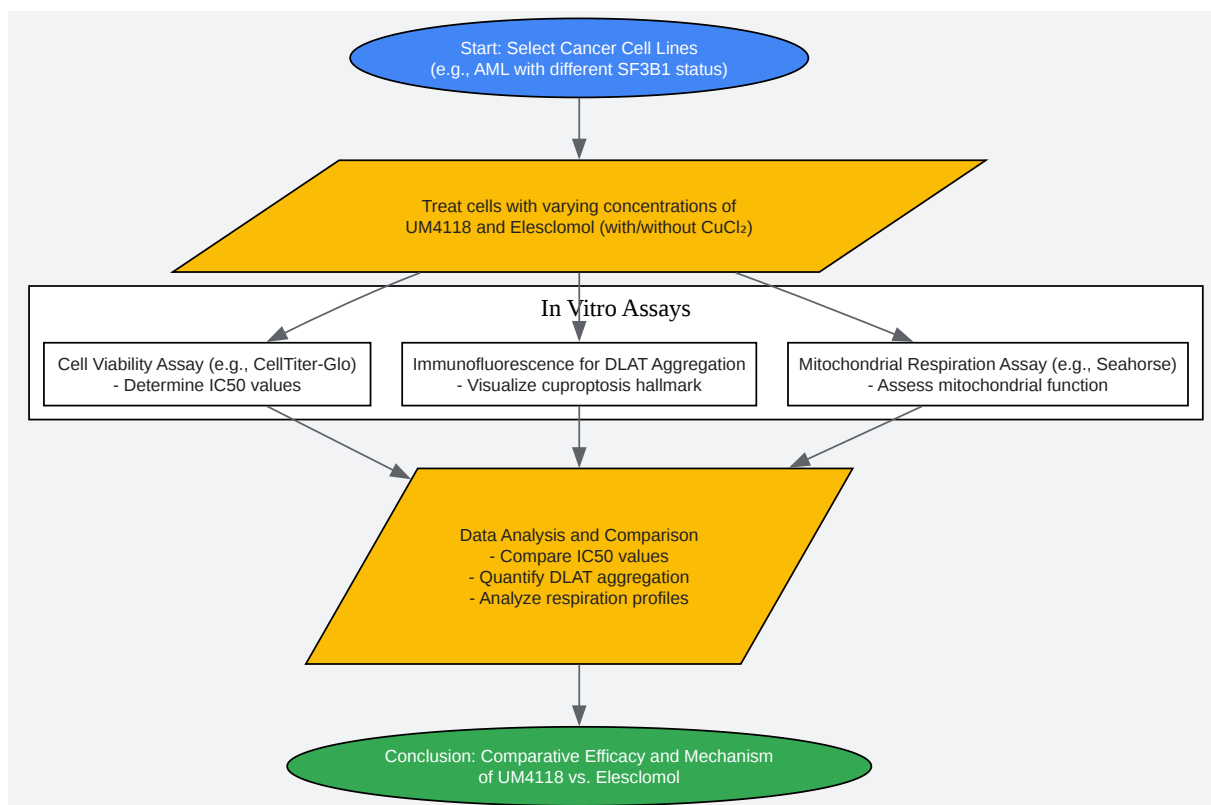 Start: Select Cancer Cell Lines
(e.g., AML with different SF3B1 status)
Treat cells with varying concentrations of
UM4118 and Elesclomol (with/without CuCl₂)
In Vitro Assays
Cell Viability Assay (e.g., CellTiter-Glo)
- Determine IC50 values
Immunofluorescence for DLAT Aggregation
- Visualize cuproptosis hallmark
Mitochondrial Respiration Assay (e.g., Seahorse)
- Assess mitochondrial function
Data Analysis and Comparison
- Compare IC50 values
- Quantify DLAT aggregation
- Analyze respiration profiles
Conclusion: Comparative Efficacy and Mechanism
of UM4118 vs. Elesclomol